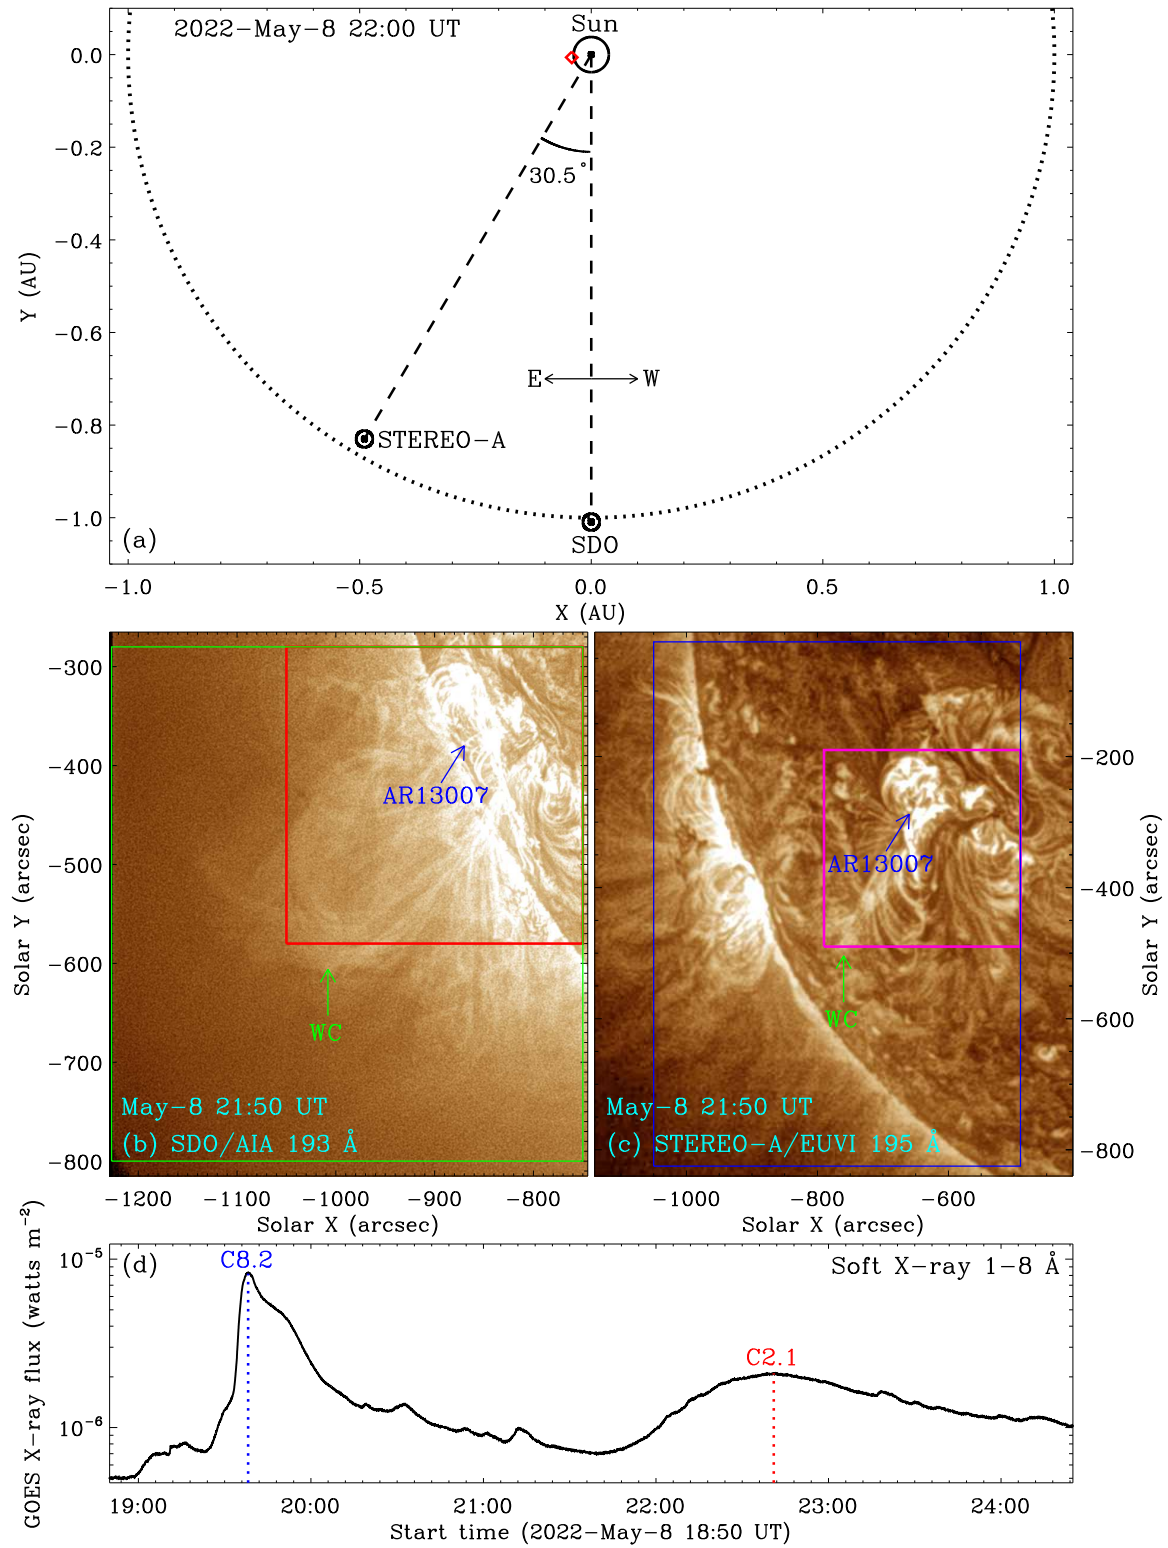 2022−May−8 22:00 UT
Sun
0.0
−0.2
−0.4
−0.6
−0.8
−1.0
Y (AU)
30.5°
E
W
STEREO−A
SDO
(a)
−1.0
−0.5
0.0
0.5
1.0
X (AU)
−300
−400
−500
−600
−700
−800
Solar Y (arcsec)
AR13007
WC
May−8 21:50 UT
(b) SDO/AIA 193 Å
−1200
−1100
−1000
−900
−800
Solar X (arcsec)
AR13007
WC
May−8 21:50 UT
(c) STEREO−A/EUVI 195 Å
−200
−400
−600
−800
Solar Y (arcsec)
−1000
−800
−600
Solar X (arcsec)
(d)
C8.2
Soft X−ray 1−8 Å
C2.1
10⁻⁵
10⁻⁶
GOES X−ray flux (watts m⁻²)
19:00
20:00
21:00
22:00
23:00
24:00
Start time (2022−May−8 18:50 UT)